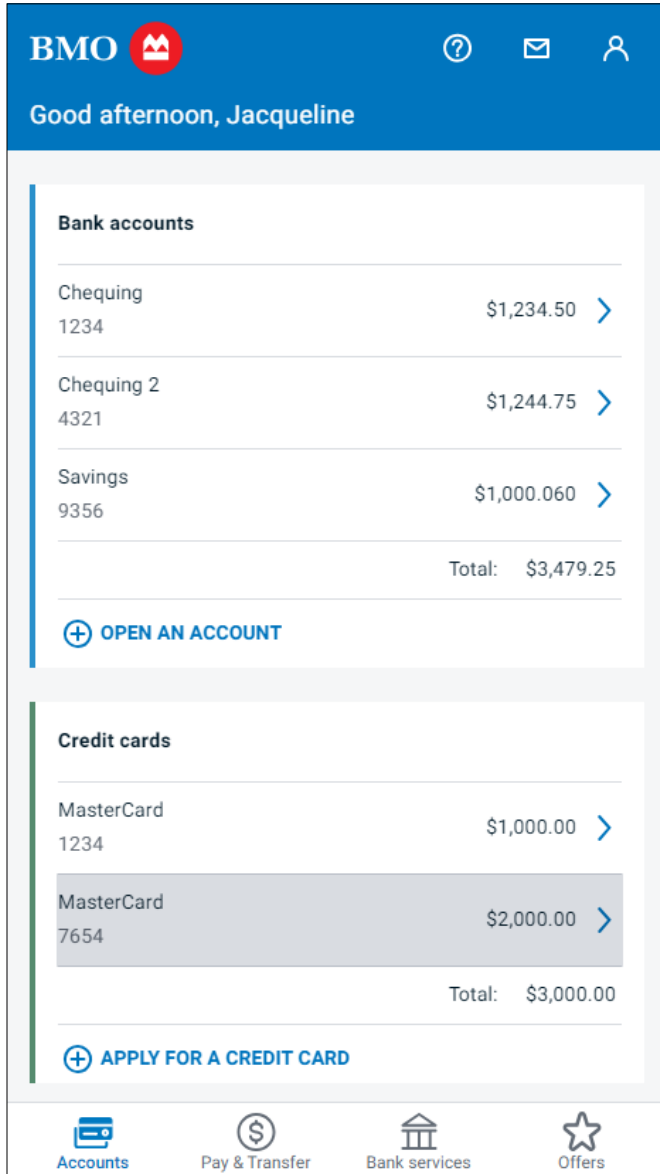 BMO
Good afternoon, Jacqueline
Bank accounts
Chequing
1234
$1,234.50
Chequing 2
4321
$1,244.75
Savings
9356
$1,000.060
Total: $3,479.25
OPEN AN ACCOUNT
Credit cards
MasterCard
1234
$1,000.00
MasterCard
7654
$2,000.00
Total: $3,000.00
APPLY FOR A CREDIT CARD
Accounts Pay & Transfer Bank services Offers